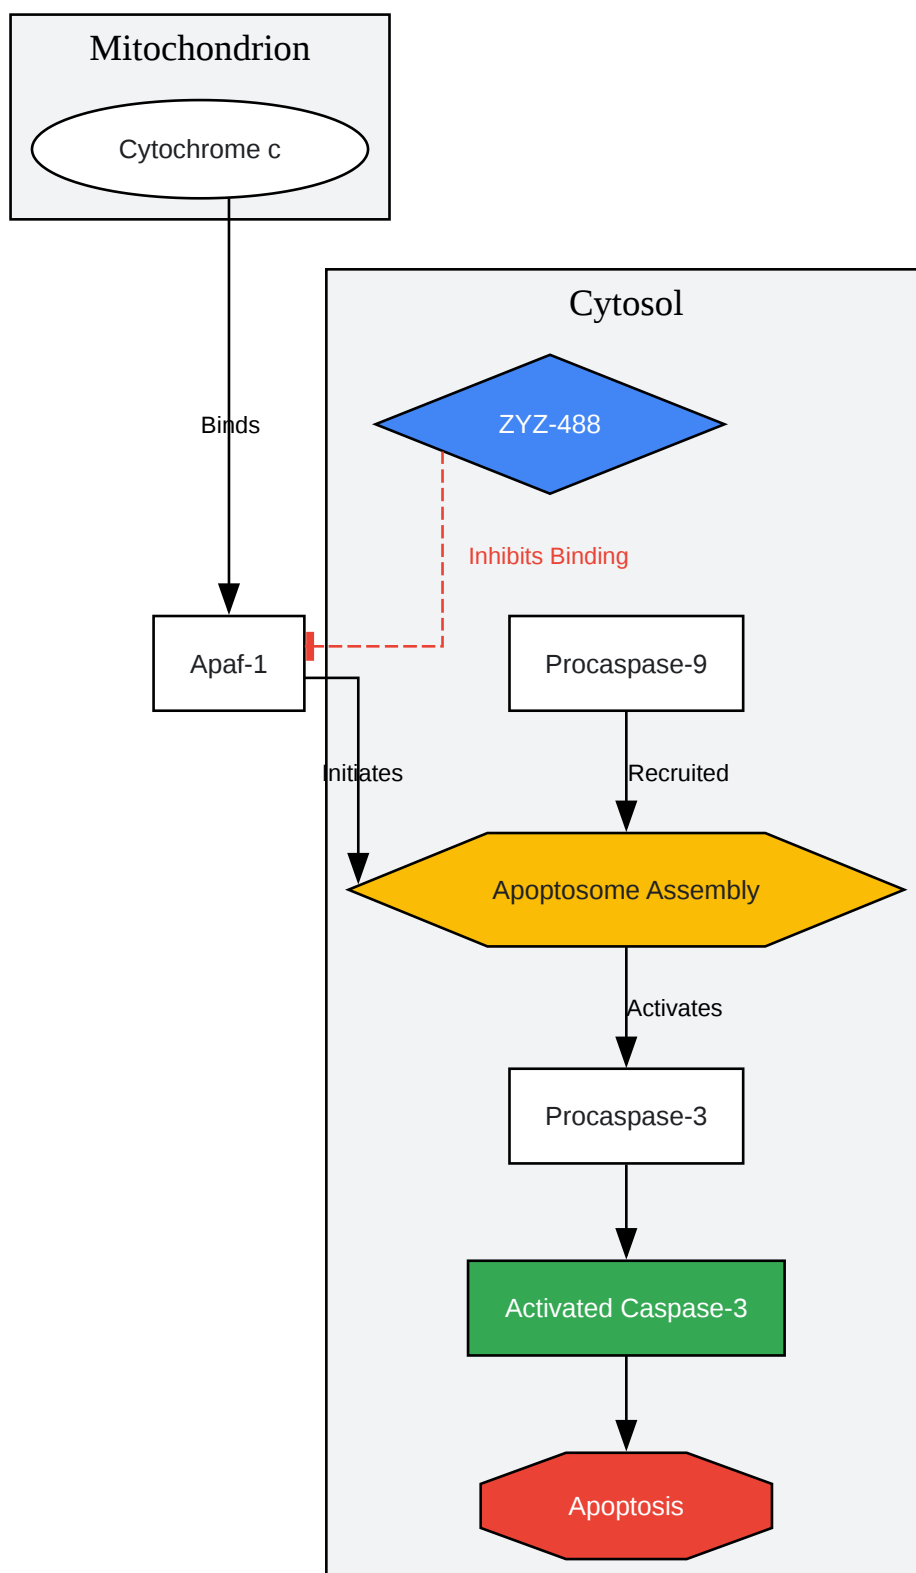 Mitochondrion
Cytochrome c
Cytosol
Binds
ZYZ-488
Inhibits Binding
Apaf-1
Procaspase-9
Initiates
Recruited
Apoptosome Assembly
Activates
Procaspase-3
Activated Caspase-3
Apoptosis